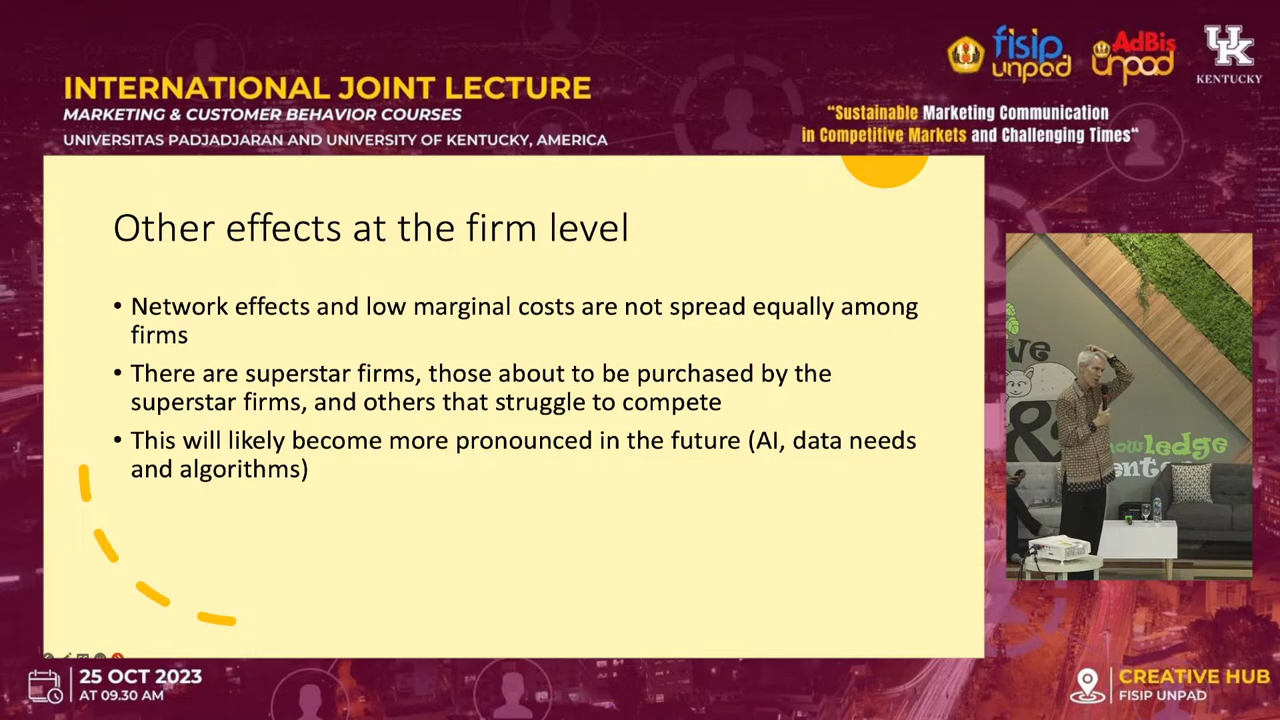 INTERNATIONAL JOINT LECTURE
MARKETING & CUSTOMER BEHAVIOR COURSES
UNIVERSITAS PADJADJARAN AND UNIVERSITY OF KENTUCKY, AMERICA
fisip
unpad
AdBis
unpad
UK
KENTUCKY
“Sustainable Marketing Communication
in Competitive Markets and Challenging Times“
Other effects at the firm level
• Network effects and low marginal costs are not spread equally among
firms
• There are superstar firms, those about to be purchased by the
superstar firms, and others that struggle to compete
• This will likely become more pronounced in the future (AI, data needs
and algorithms)
&
25 OCT 2023
AT 09.30 AM
CREATIVE HUB
FISIP UNPAD